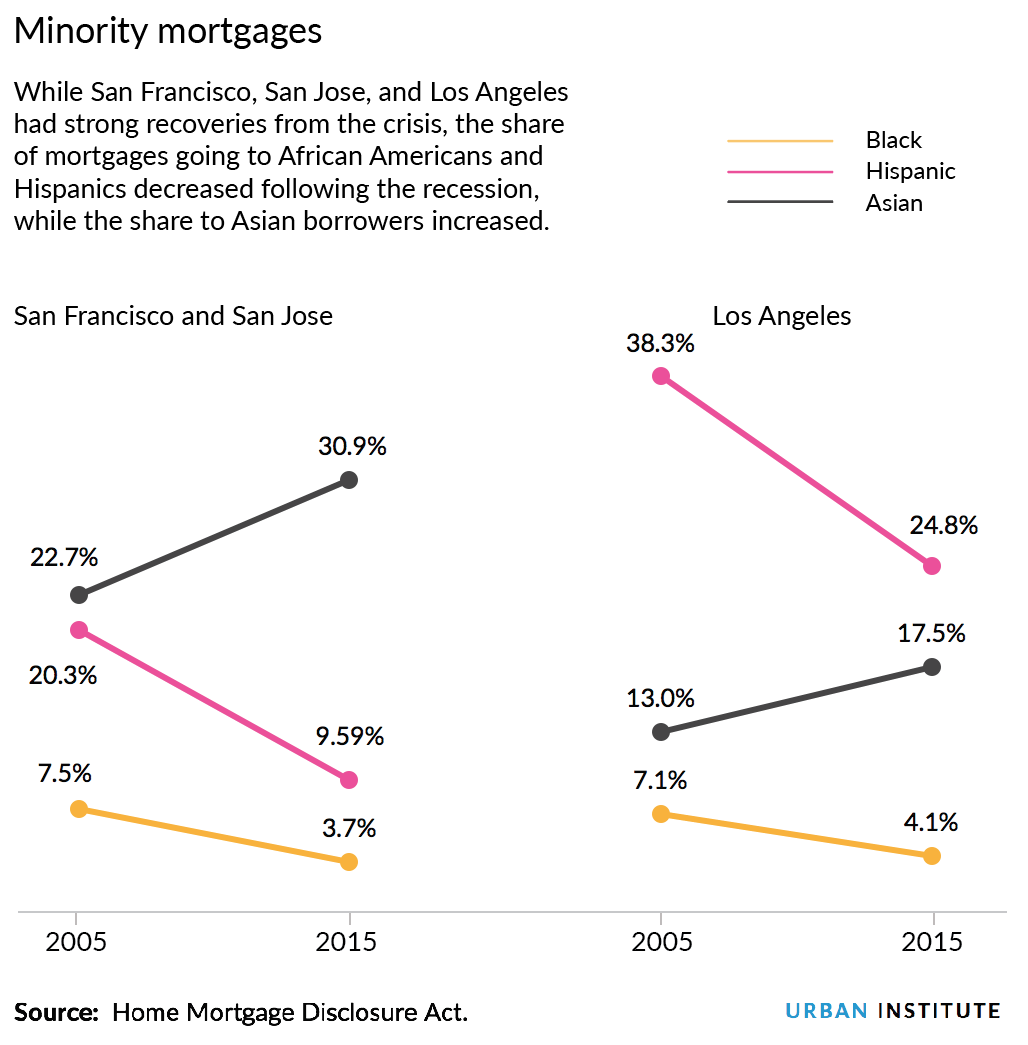 Minority mortgages
While San Francisco, San Jose, and Los Angeles
had strong recoveries from the crisis, the share
of mortgages going to African Americans and
Hispanics decreased following the recession,
while the share to Asian borrowers increased.
Black
Hispanic
Asian
San Francisco and San Jose
30.9%
22.7%
20.3%
9.59%
7.5%
3.7%
2005
2015
Los Angeles
38.3%
24.8%
17.5%
13.0%
7.1%
4.1%
2005
2015
Source: Home Mortgage Disclosure Act.
URBAN INSTITUTE